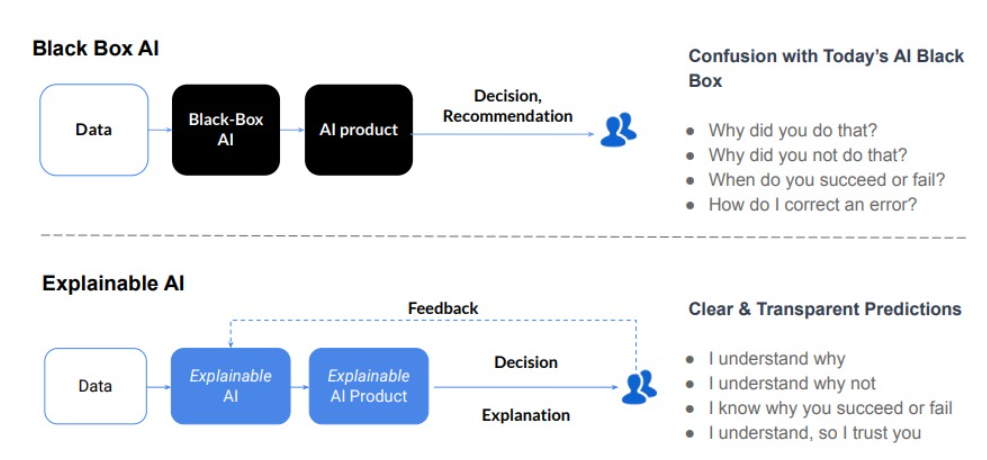 Black Box AI
Data
Black-Box
AI
AI product
Decision,
Recommendation
Confusion with Today's AI Black
Box
● Why did you do that?
● Why did you not do that?
● When do you succeed or fail?
● How do I correct an error?
Explainable AI
Feedback
Data
Explainable
AI
Explainable
AI Product
Decision
Explanation
Clear & Transparent Predictions
● I understand why
● I understand why not
● I know why you succeed or fail
● I understand, so I trust you